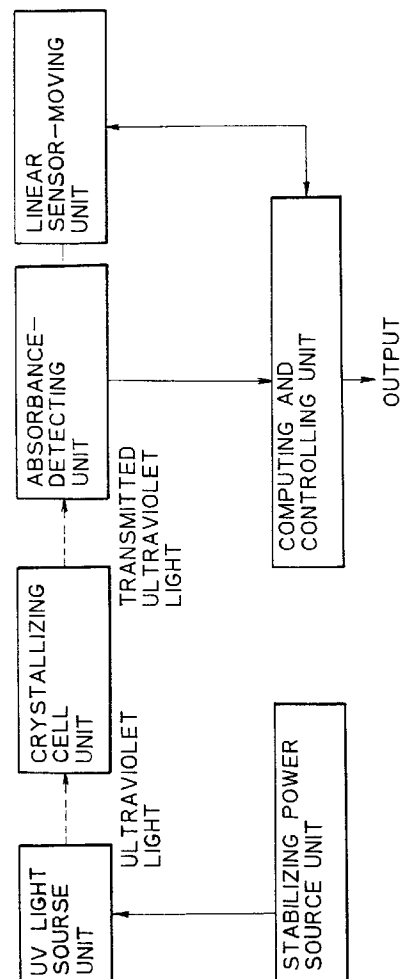 UV LIGHT
SOURSE
UNIT
ULTRAVIOLET
LIGHT
CRYSTALLIZING
CELL
UNIT
TRANSMITTED
ULTRAVIOLET
LIGHT
ABSORBANCE-
DETECTING
UNIT
LINEAR
SENSOR-MOVING
UNIT
STABILIZING POWER
SOURCE UNIT
COMPUTING AND
CONTROLLING UNIT
OUTPUT